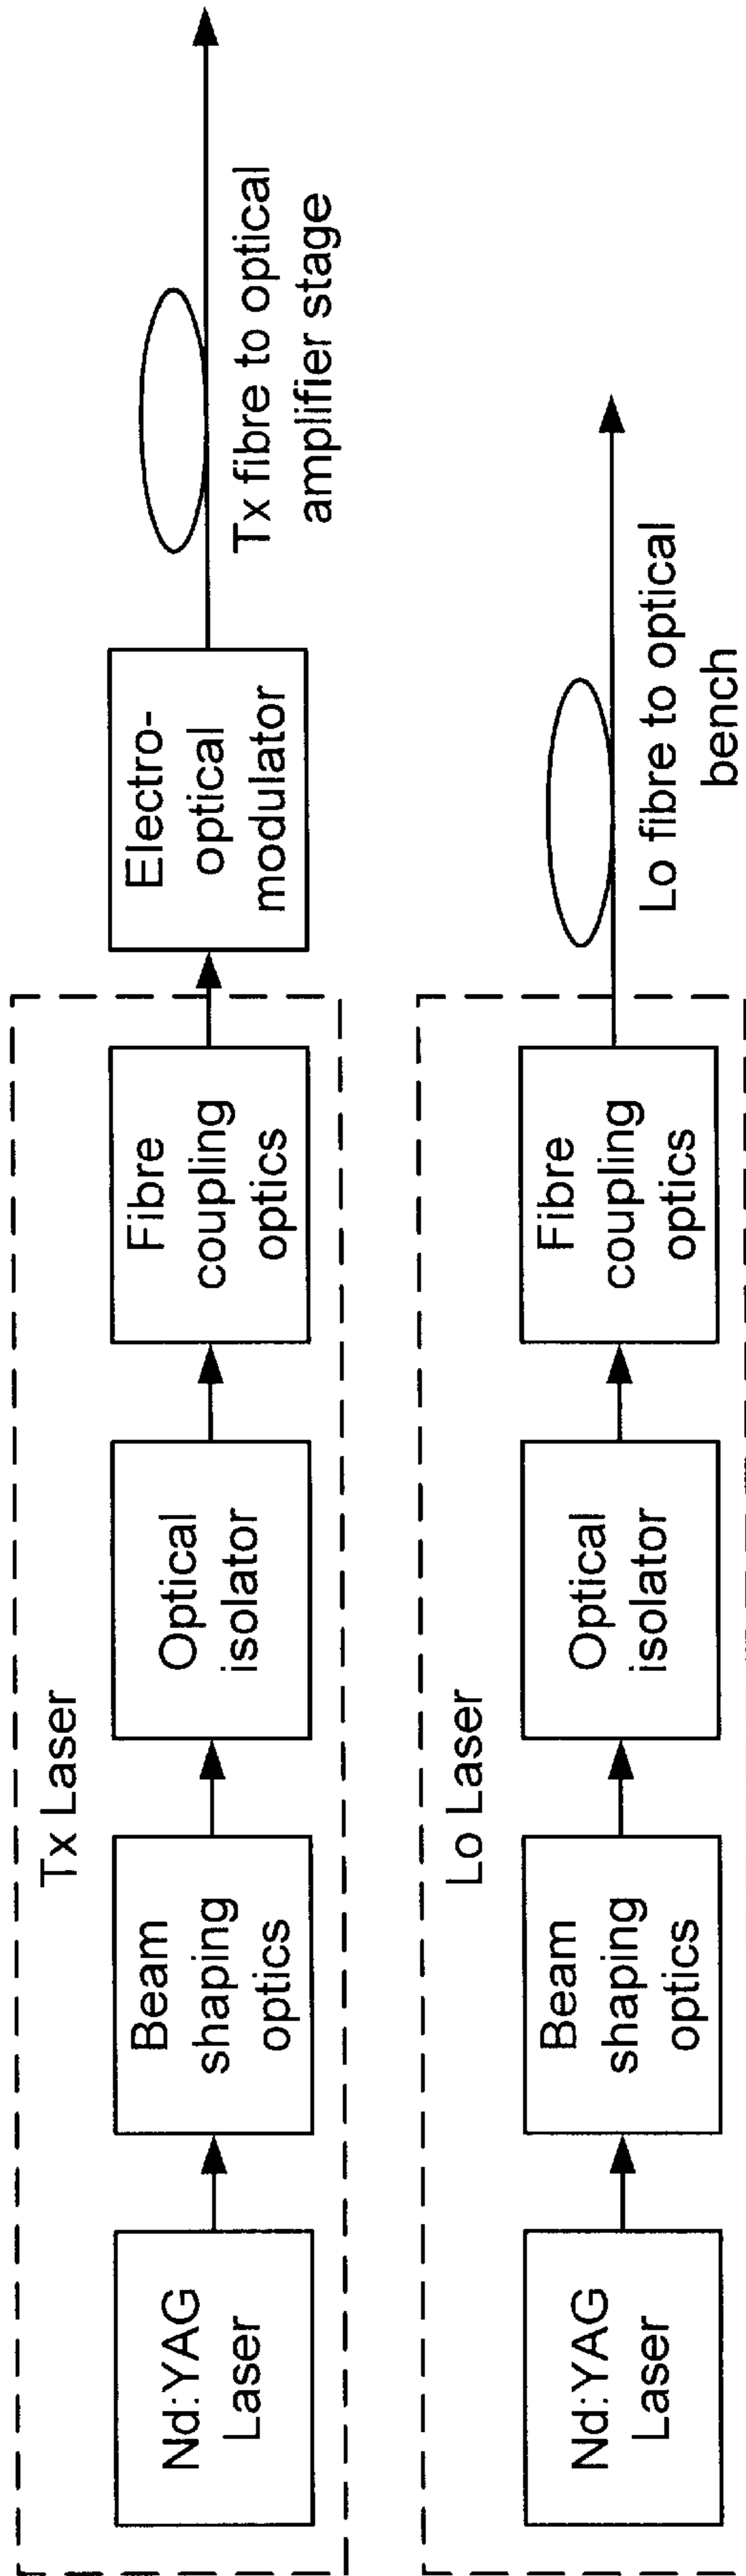 Tx Laser
Nd:YAG
Laser
Beam
shaping
optics
Optical
isolator
Fibre
coupling
optics
Electro-
optical
modulator
Tx fibre to optical
amplifier stage
Lo Laser
Nd:YAG
Laser
Beam
shaping
optics
Optical
isolator
Fibre
coupling
optics
Lo fibre to optical
bench